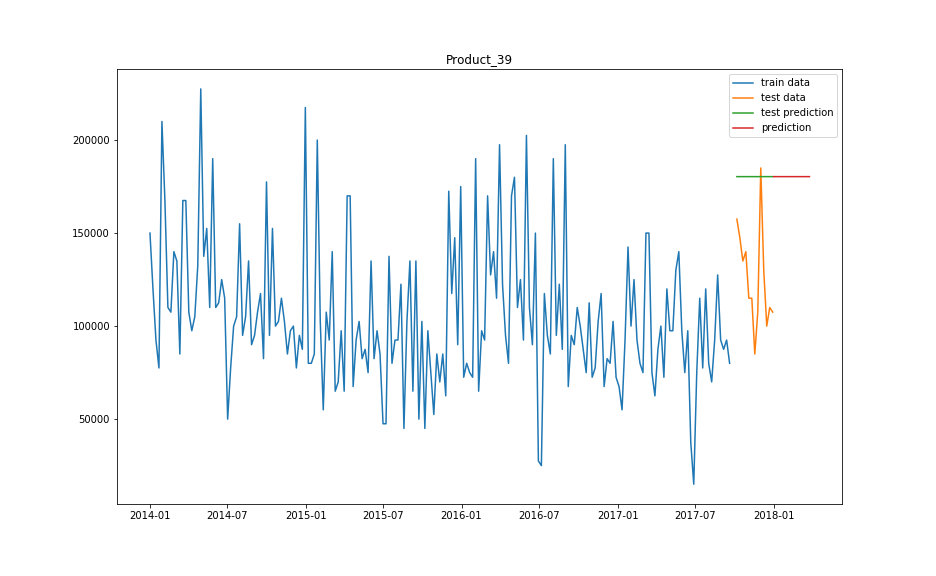 Product_39
train data
test data
test prediction
prediction
200000
150000
100000
50000
2014-01 2014-07 2015-01 2015-07 2016-01 2016-07 2017-01 2017-07 2018-01